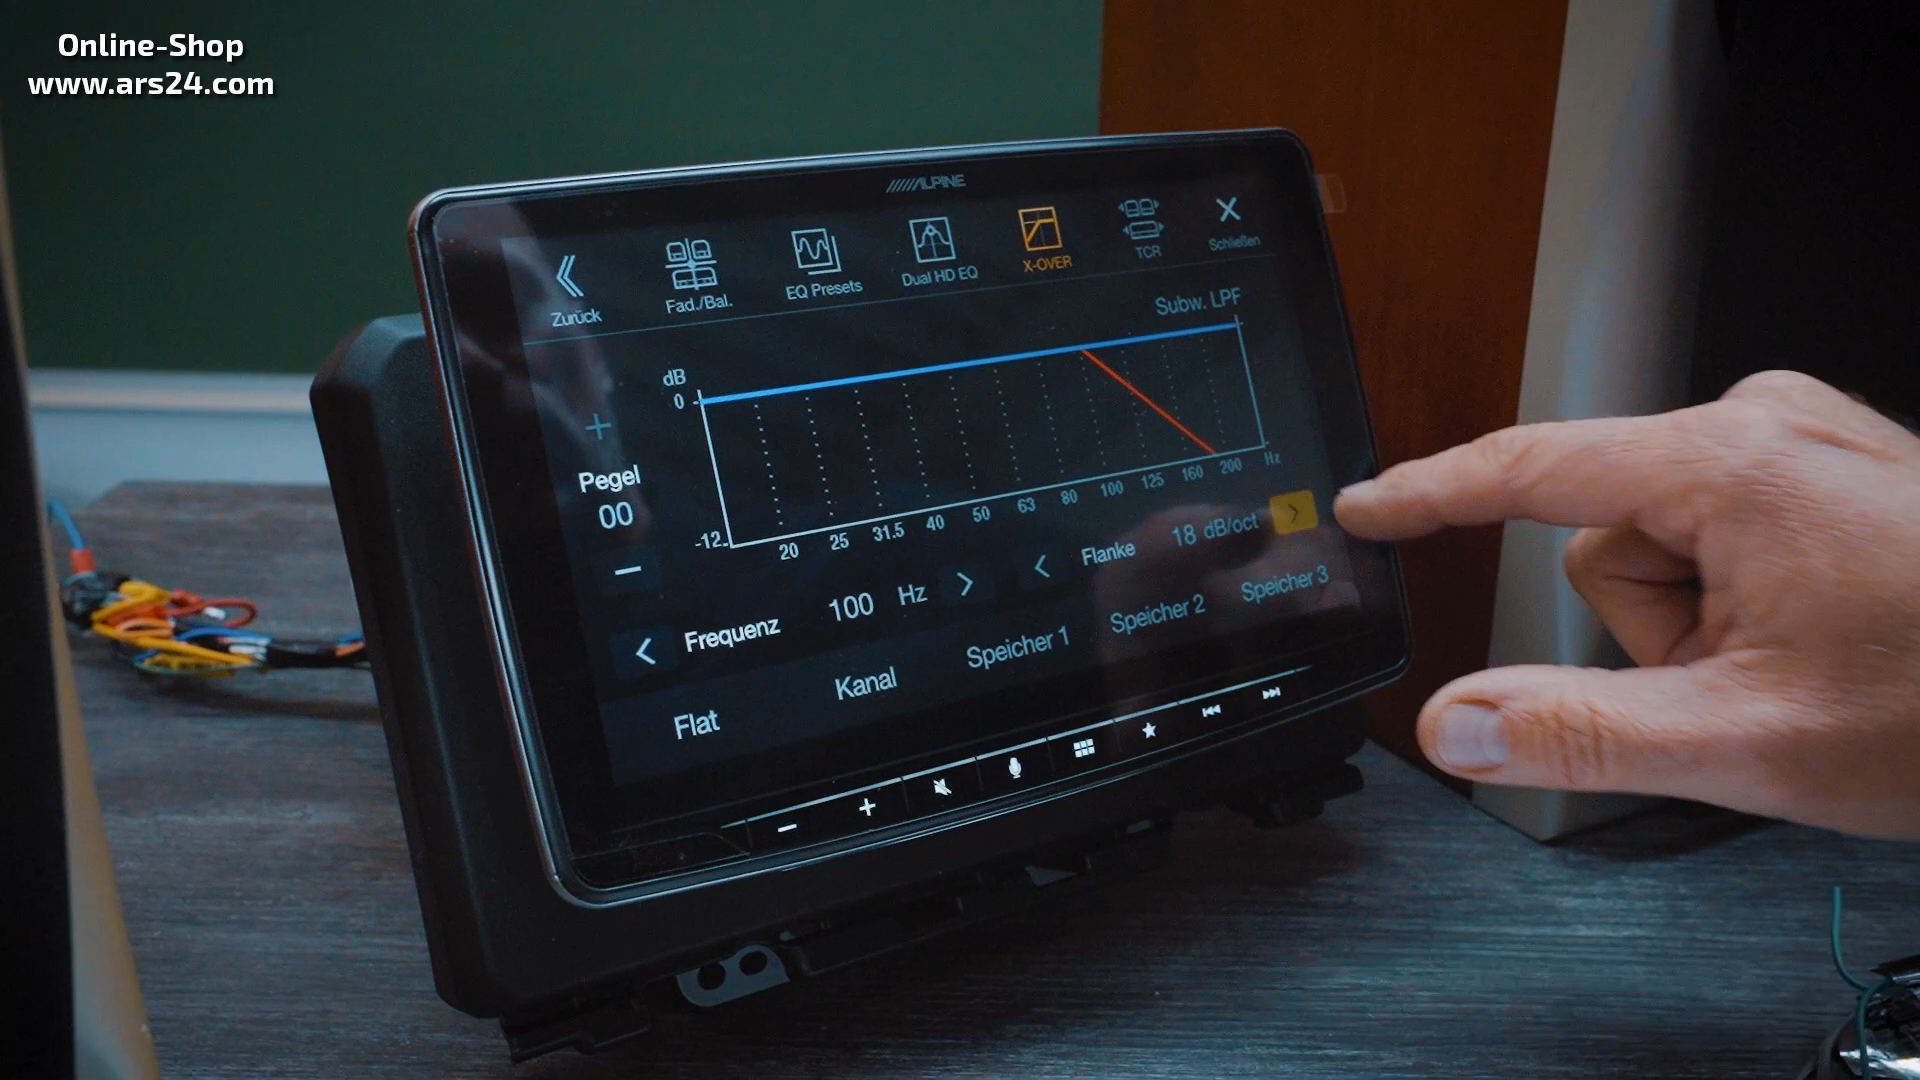 Online-Shop
www.ars24.com
ALPINE
Zurück
Fad./Bal.
EQ Presets
Dual HD EQ
X-OVER
TCR
Schließen
Subw. LPF
dB
0
-12
20 25 31.5 40 50 63 80 100 125 160 200 Hz
Pegel
00
Frequenz 100 Hz
Flanke 18 dB/oct
Flat Kanal Speicher 1 Speicher 2 Speicher 3